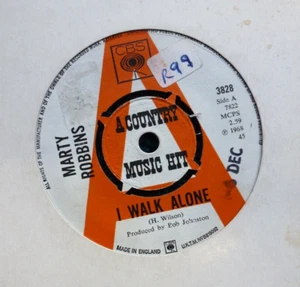 CBS
R99
3828
Side A
7822
MCPS
2.59
℗ 1968
45
DEC
MARTY
ROBBINS
A COUNTRY
MUSIC HIT
I WALK ALONE
(H. Wilson)
Produced by Bob Johnston
MADE IN ENGLAND